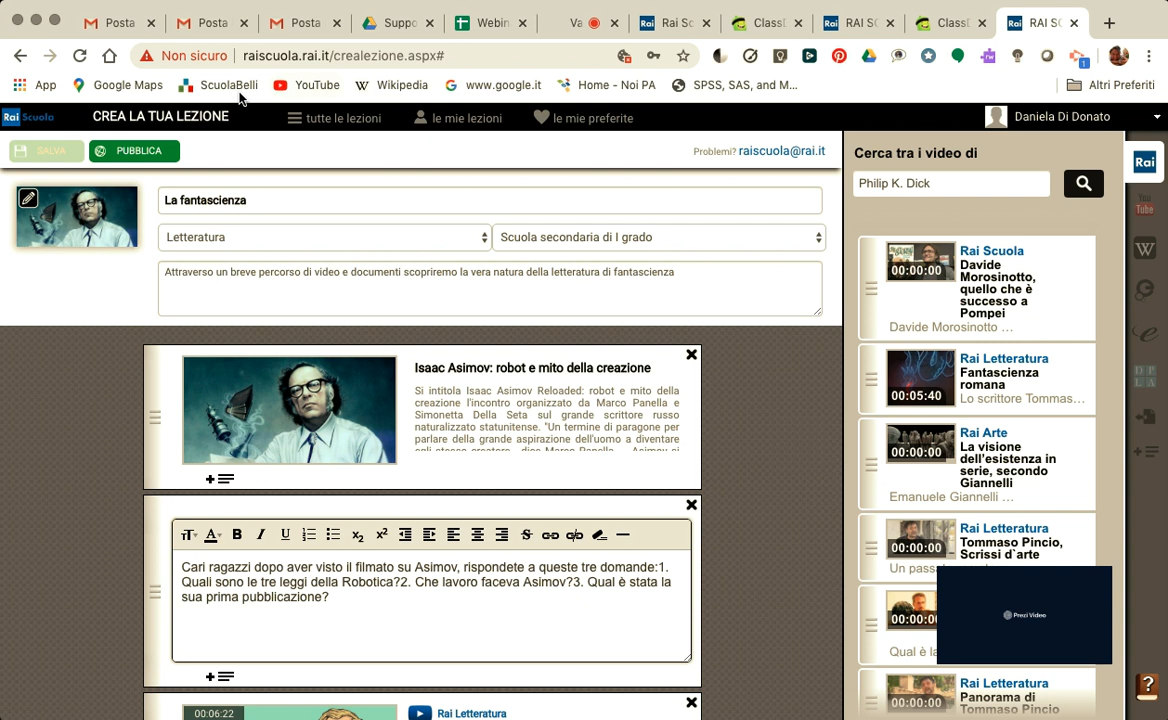 Posta
Posta
Posta
Suppo
Webin
Va
Rai Sc
ClassD
RAI SC
ClassD
RAI SC
Non sicuro
raiscuola.rai.it/crealezione.aspx#
1
App
Google Maps
ScuolaBelli
YouTube
Wikipedia
www.google.it
Home - Noi PA
SPSS, SAS, and M...
Altri Preferiti
Rai Scuola
CREA LA TUA LEZIONE
tutte le lezioni
le mie lezioni
le mie preferite
Daniela Di Donato
SALVA
PUBBLICA
Problemi? raiscuola@rai.it
La fantascienza
Letteratura
Scuola secondaria di I grado
Attraverso un breve percorso di video e documenti scopriremo la vera natura della letteratura di fantascienza
Isaac Asimov: robot e mito della creazione
Si intitola Isaac Asimov Reloaded: robot e mito della
creazione l'incontro organizzato da Marco Panella e
Simonetta Della Seta sul grande scrittore russo
naturalizzato statunitense. "Un termine di paragone per
parlare della grande aspirazione dell'uomo a diventare
Cari ragazzi dopo aver visto il filmato su Asimov, rispondete a queste tre domande:1.
Quali sono le tre leggi della Robotica?2. Che lavoro faceva Asimov?3. Qual è stata la
sua prima pubblicazione?
00:06:22
Rai Letteratura
Cerca tra i video di
Philip K. Dick
Rai
You
Tube
W
00:00:00
Rai Scuola
Davide
Morosinotto,
quello che è
successo a
Pompei
Davide Morosinotto ...
00:05:40
Rai Letteratura
Fantascienza
romana
Lo scrittore Tommas...
00:00:00
Rai Arte
La visione
dell'esistenza in
serie, secondo
Giannelli
Emanuele Giannelli ...
00:00:00
Rai Letteratura
Tommaso Pincio,
Scrissi d`arte
Un pass
Prezi Video
00:00:00
Qual è la
00:00:00
Rai Letteratura
Panorama di
Tommaso Pincio
?